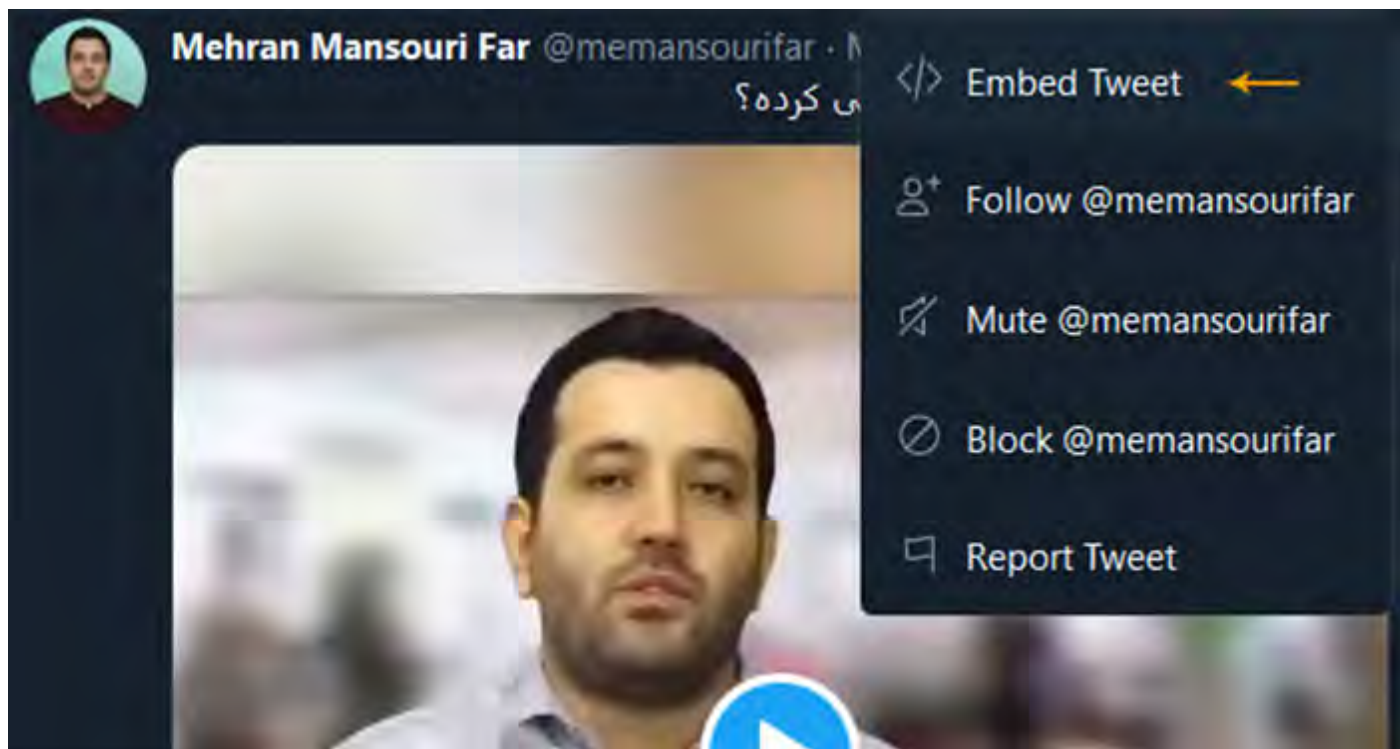 Mehran Mansouri Far @memansourifar ·
کرده؟
Embed Tweet
Follow @memansourifar
Mute @memansourifar
Block @memansourifar
Report Tweet